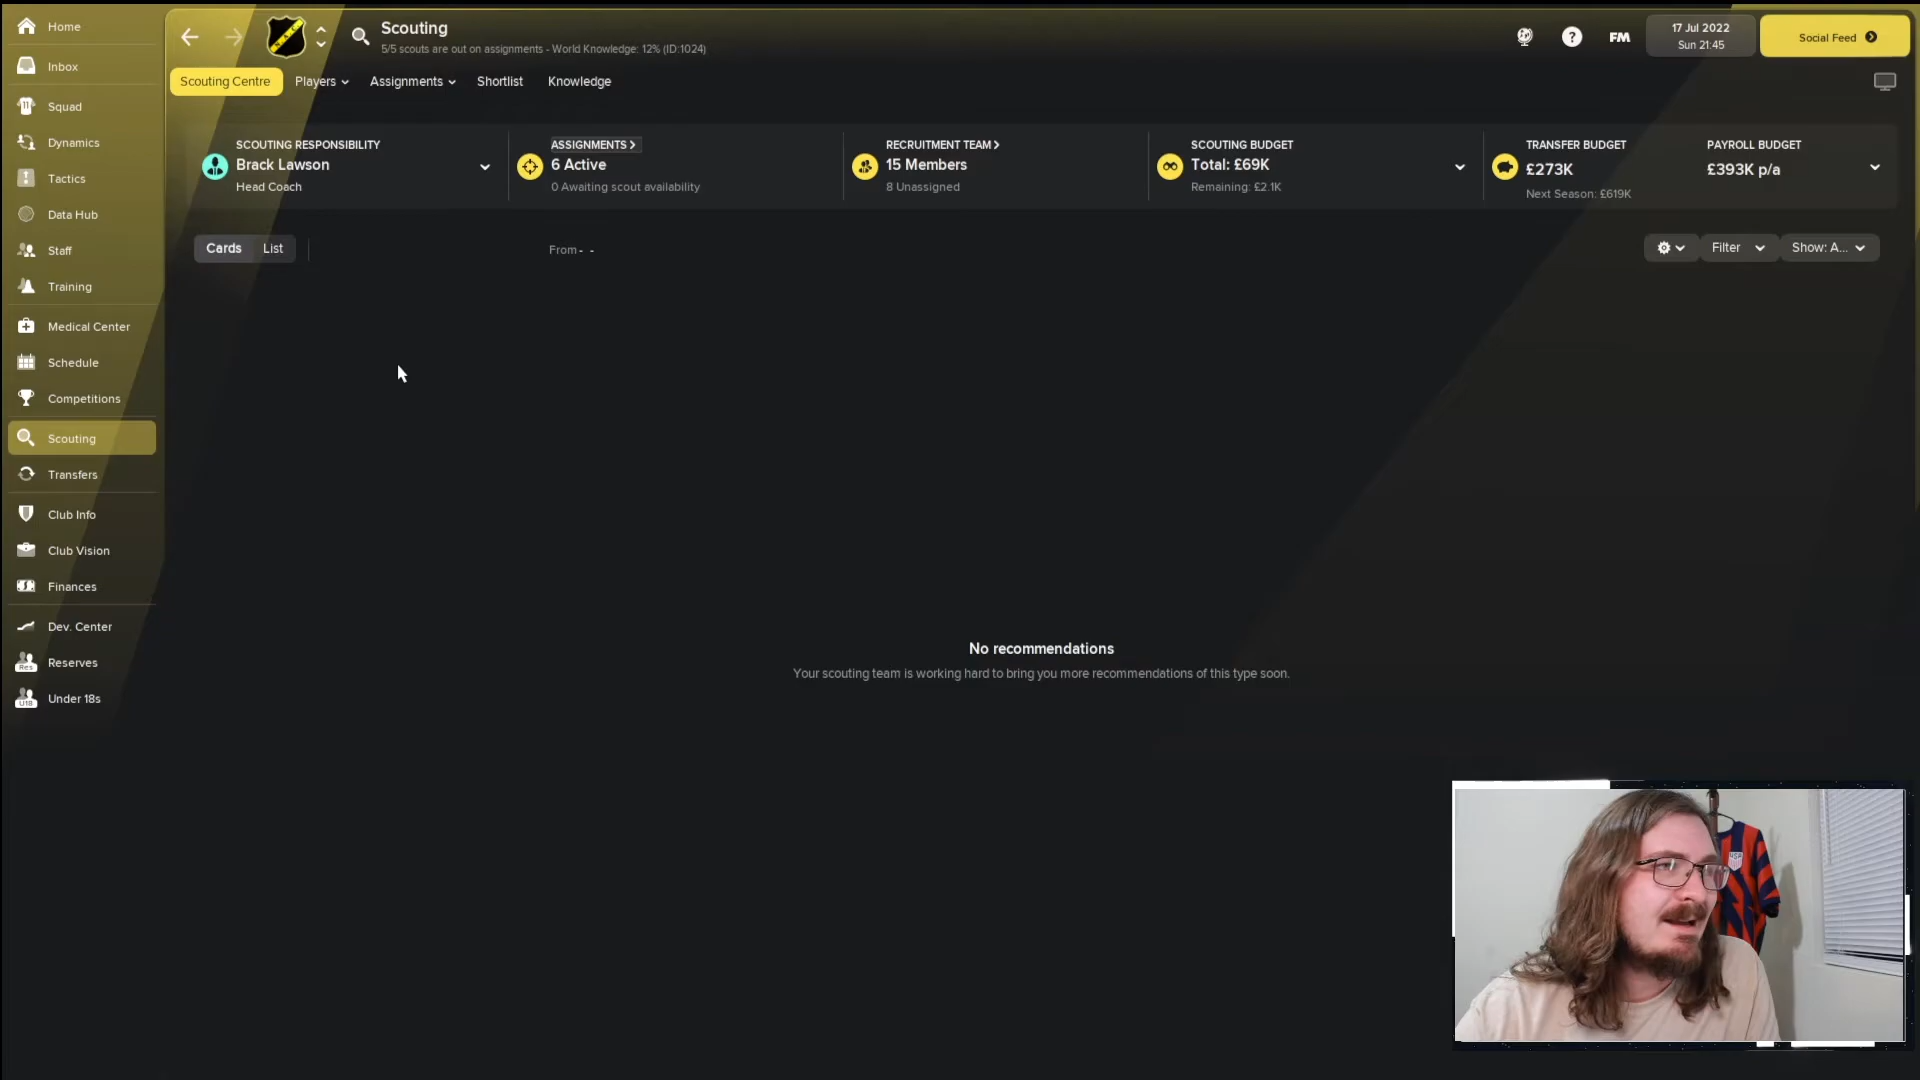 Home
Inbox
Squad
Dynamics
Tactics
Data Hub
Staff
Training
Medical Center
Schedule
Competitions
Scouting
Transfers
Club Info
Club Vision
Finances
Dev. Center
Res
Reserves
U18
Under 18s
NAC
Scouting
5/5 scouts are out on assignments - World Knowledge: 12% (ID:1024)
FM
17 Jul 2022
Sun 21:45
Social Feed
Scouting Centre
Players
Assignments
Shortlist
Knowledge
SCOUTING RESPONSIBILITY
Brack Lawson
Head Coach
ASSIGNMENTS >
6 Active
0 Awaiting scout availability
RECRUITMENT TEAM >
15 Members
8 Unassigned
SCOUTING BUDGET
Total: £69K
Remaining: £2.1K
TRANSFER BUDGET
£273K
Next Season: £619K
PAYROLL BUDGET
£393K p/a
Cards
List
From - -
Filter
Show: A...
No recommendations
Your scouting team is working hard to bring you more recommendations of this type soon.